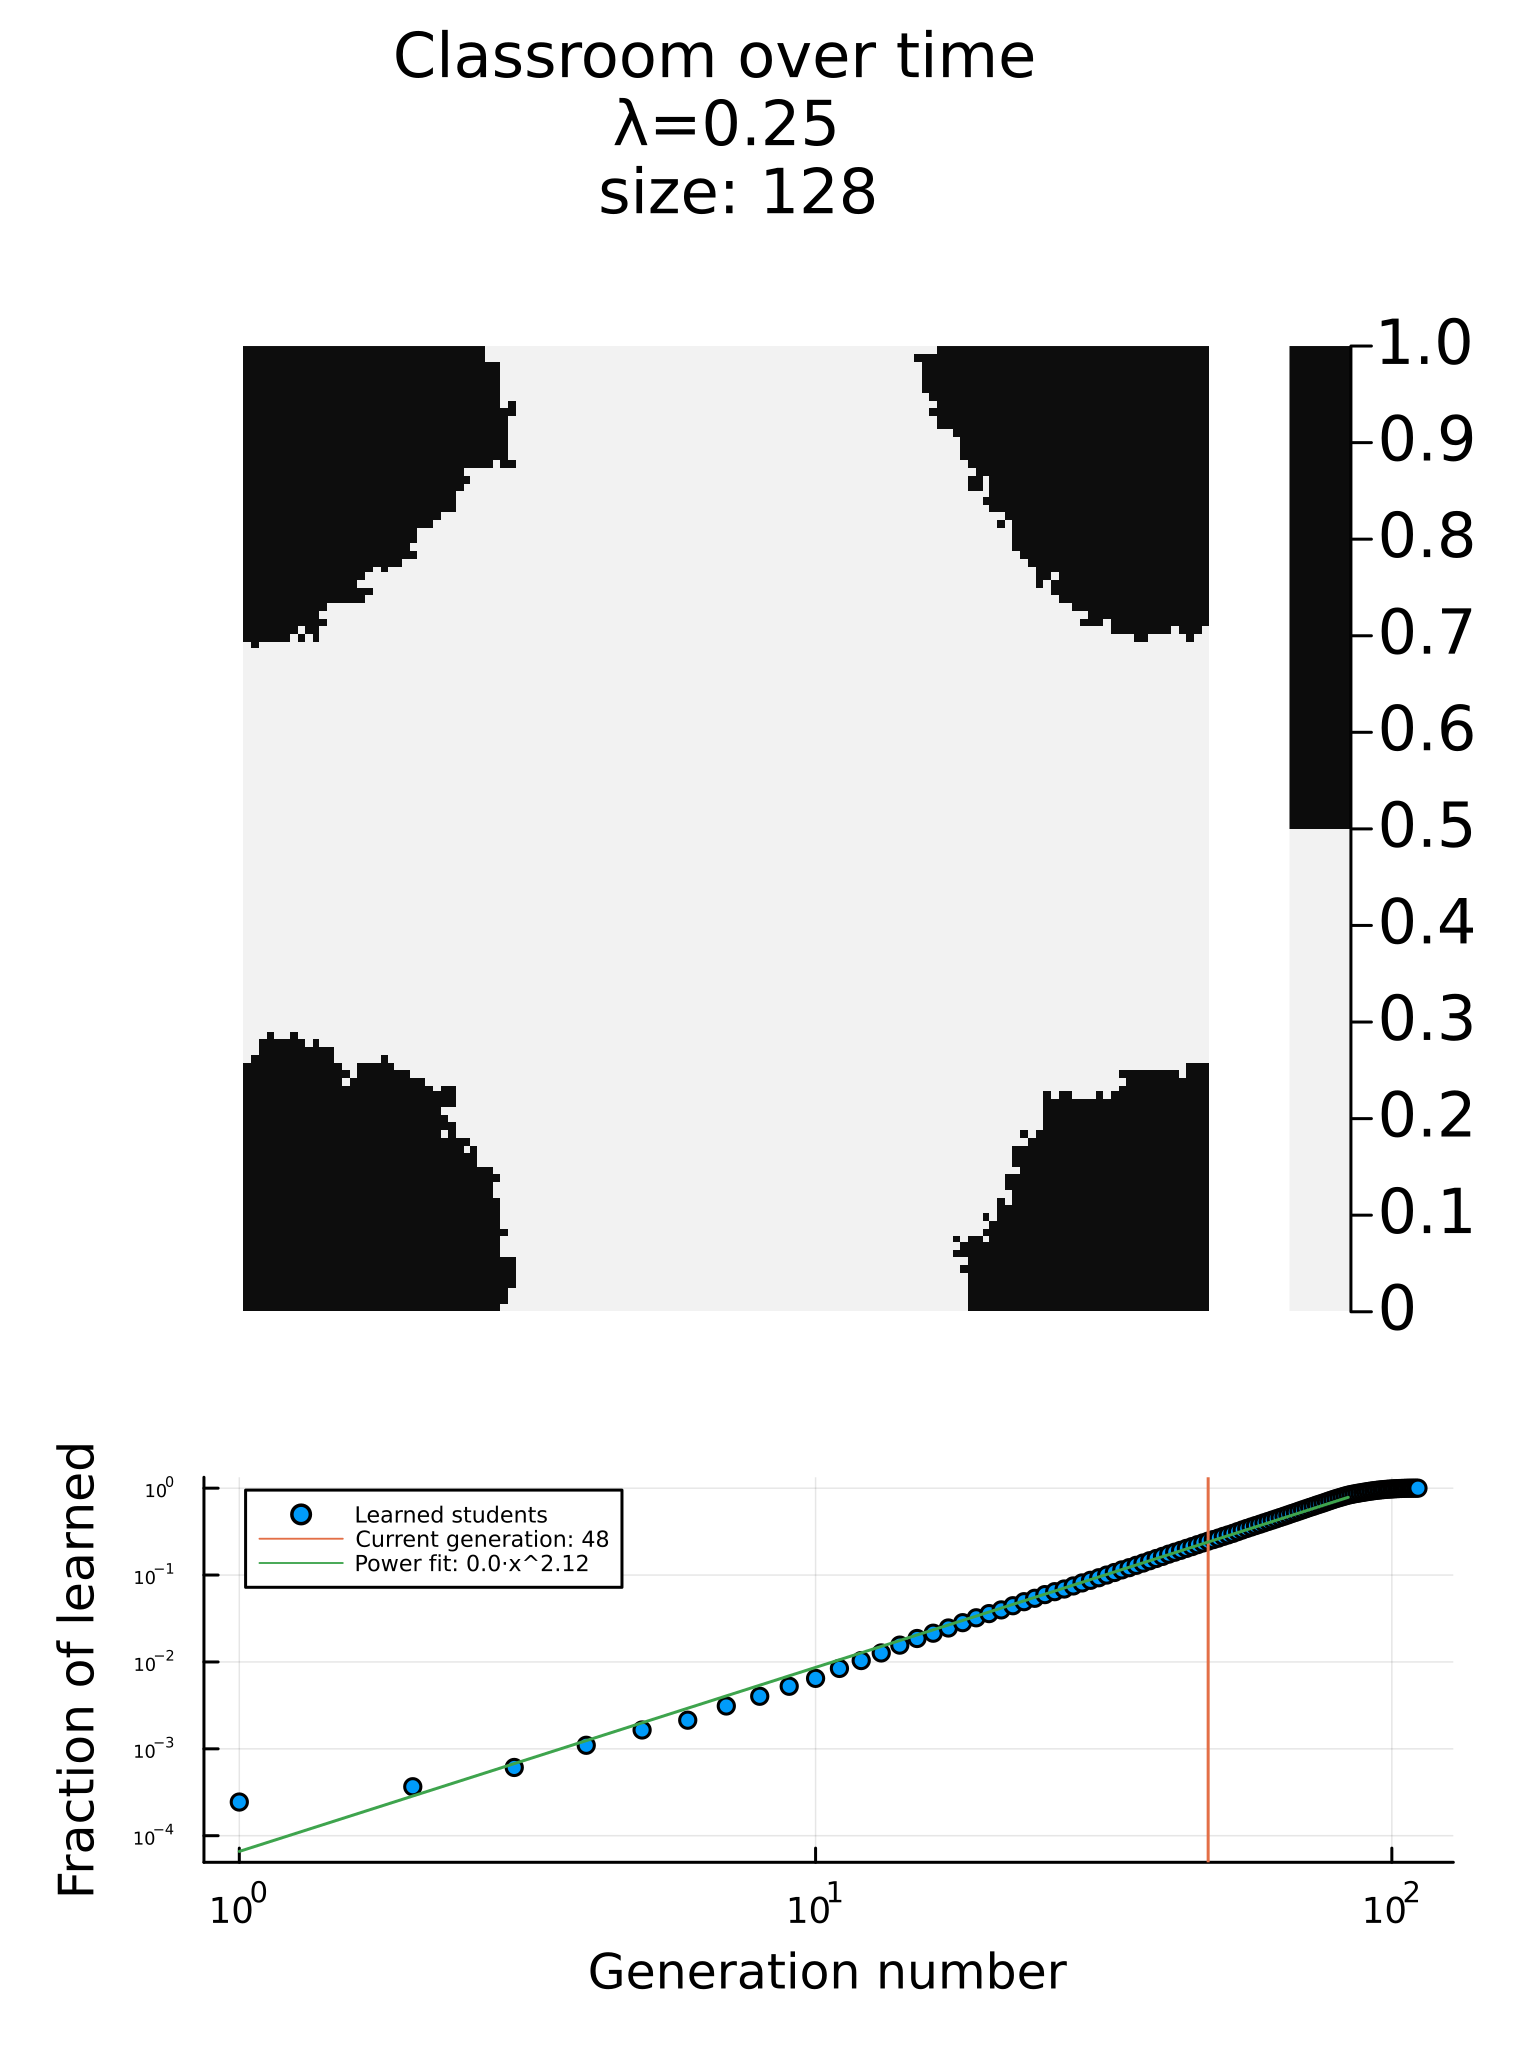 Classroom over time
λ=0.25
size: 128
1.0
0.9
0.8
0.7
0.6
0.5
0.4
0.3
0.2
0.1
0
Fraction of learned
10^0
10^−1
10^−2
10^−3
10^−4
Learned students
Current generation: 48
Power fit: 0.0·x^2.12
10^0 10^1 10^2
Generation number